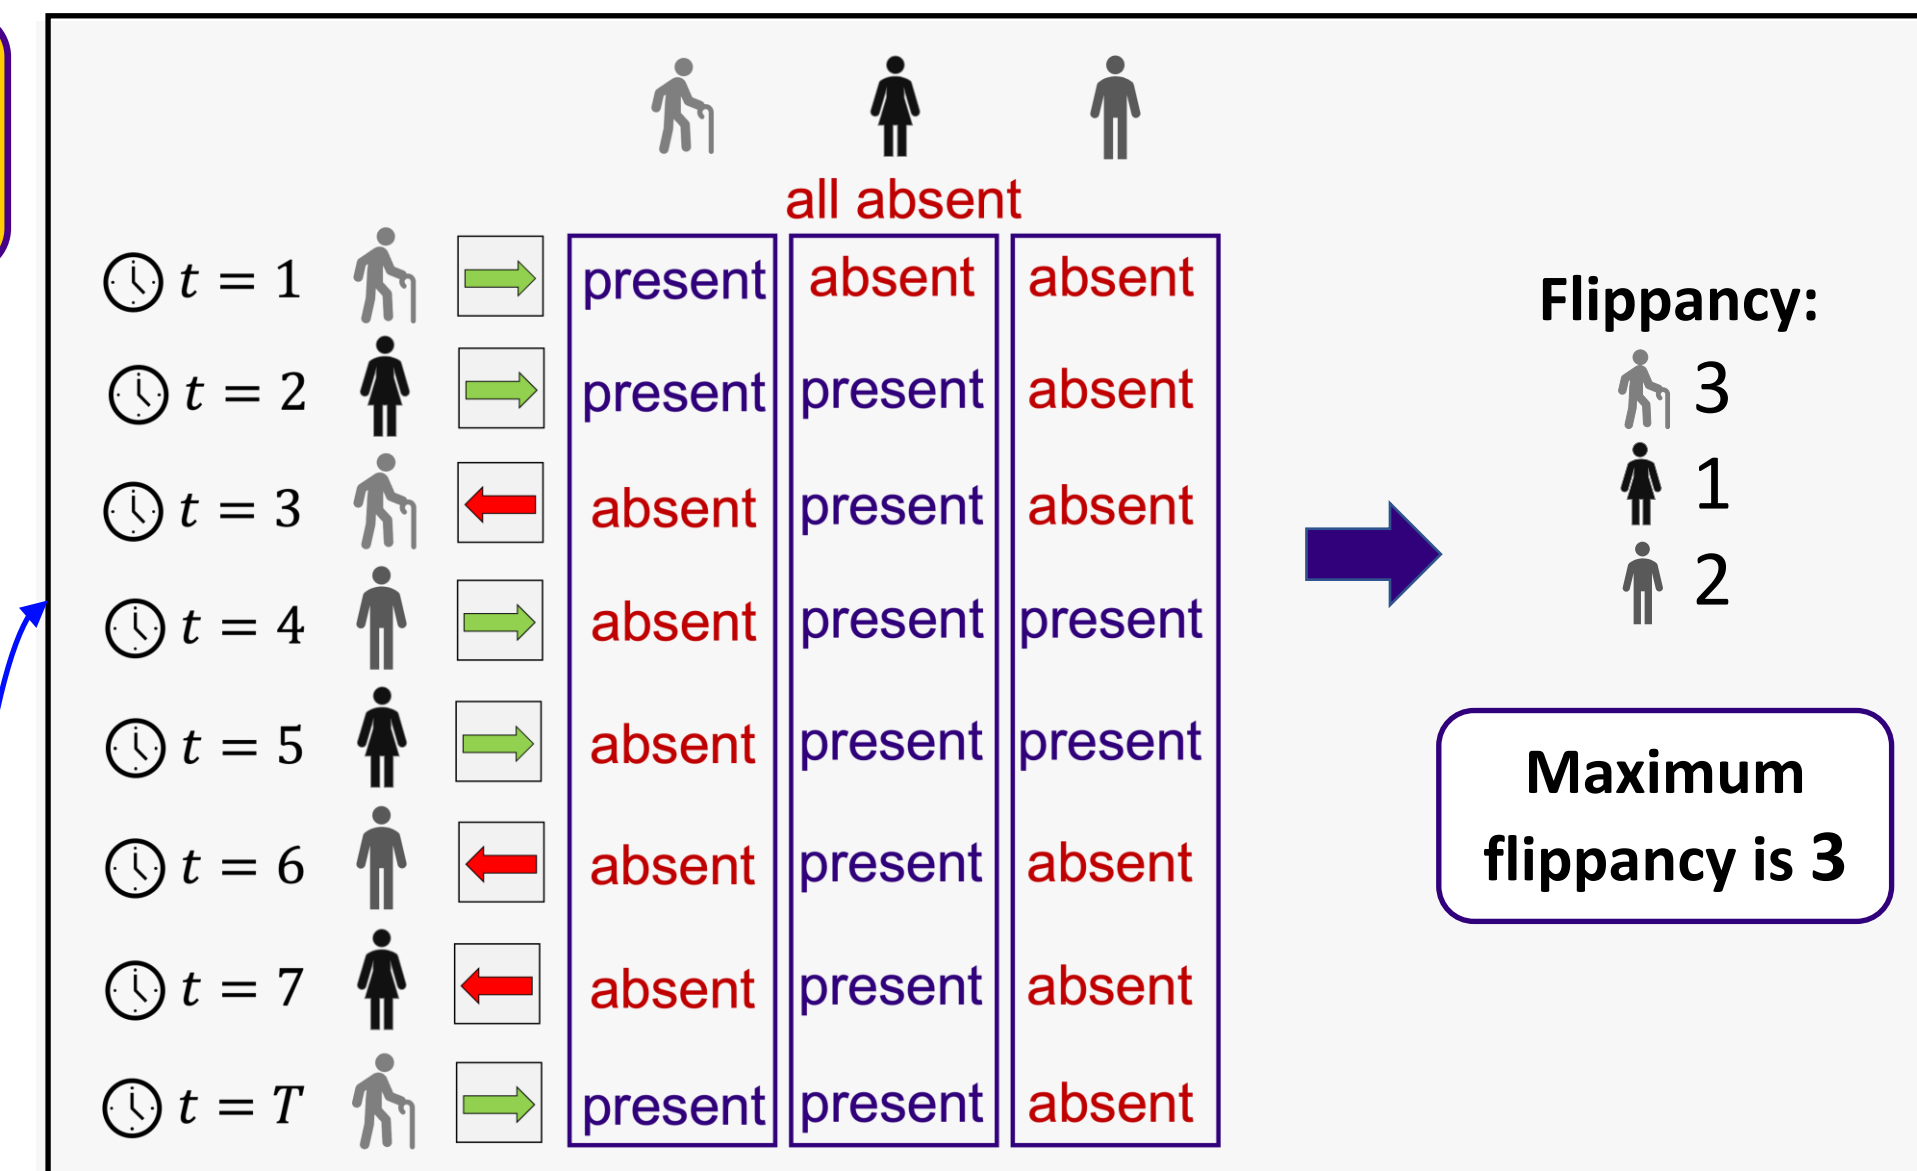 all absent
t = 1 present absent absent
t = 2 present present absent
t = 3 absent present absent
t = 4 absent present present
t = 5 absent present present
t = 6 absent present absent
t = 7 absent present absent
t = T present present absent
Flippancy:
3
1
2
Maximum
flippancy is 3